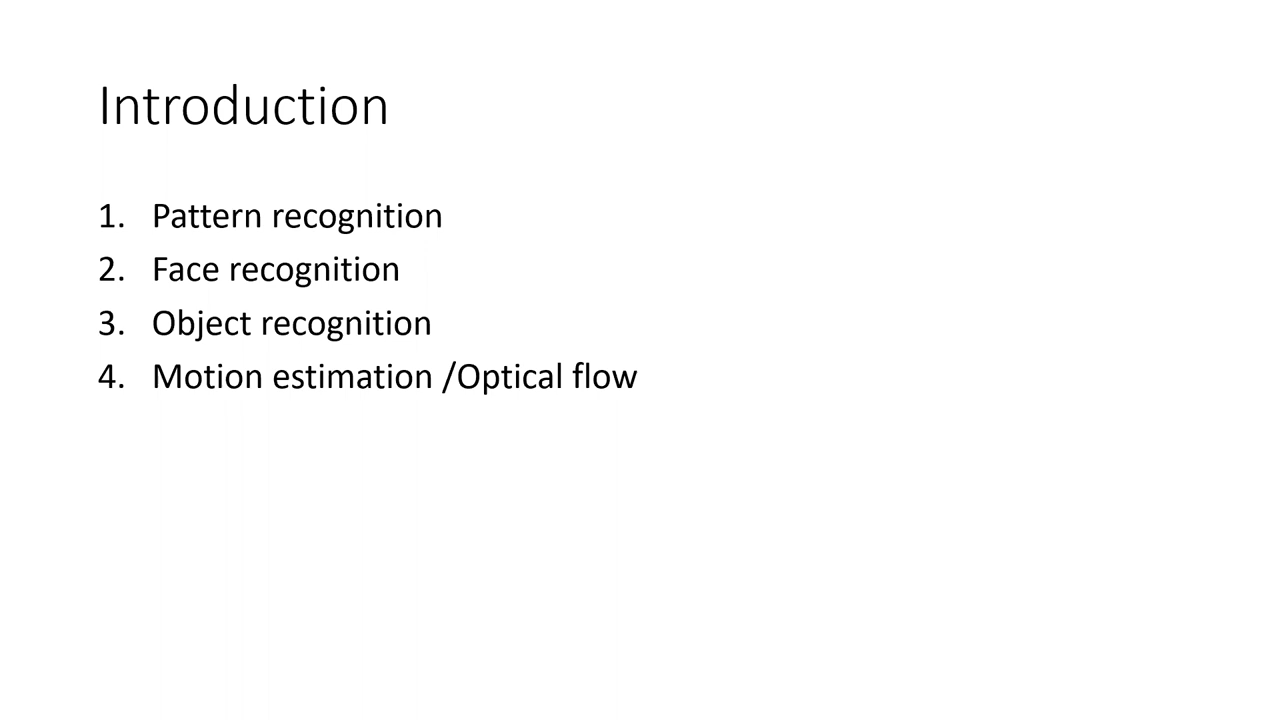 Introduction
1. Pattern recognition
2. Face recognition
3. Object recognition
4. Motion estimation /Optical flow